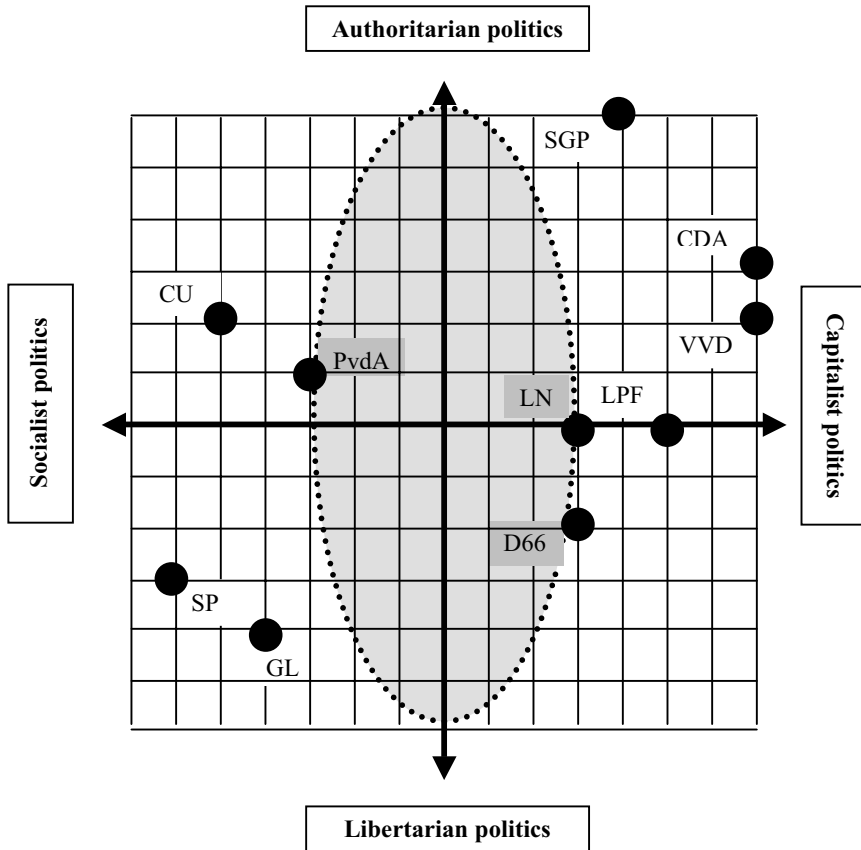 Authoritarian politics
SGP
CDA
CU
VVD
PvdA
LN
LPF
Socialist politics
Capitalist politics
D66
SP
GL
Libertarian politics